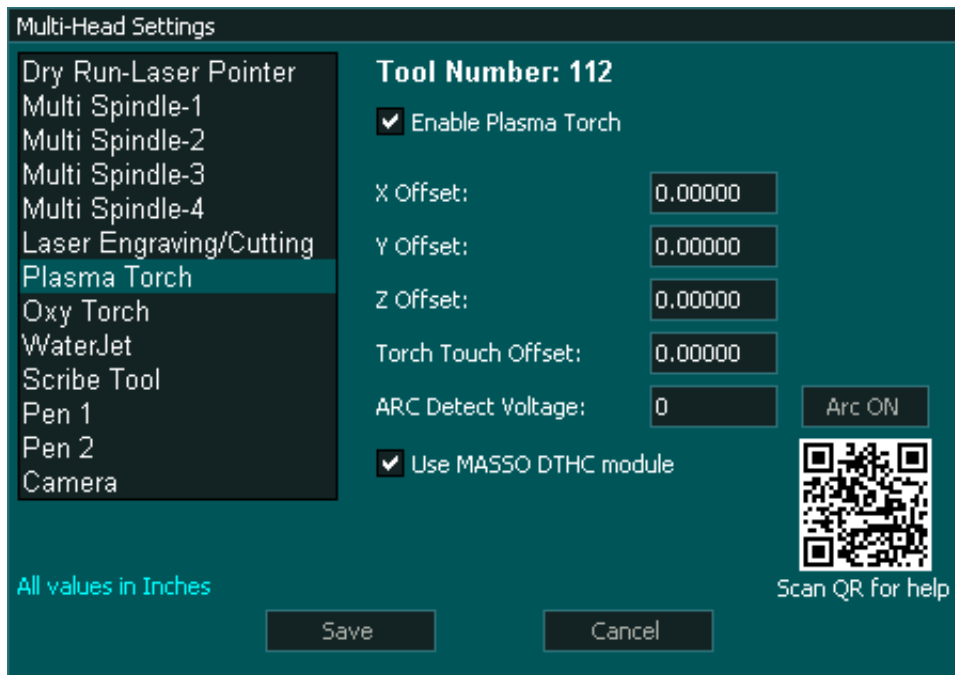 Multi-Head Settings
Dry Run-Laser Pointer
Multi Spindle-1
Multi Spindle-2
Multi Spindle-3
Multi Spindle-4
Laser Engraving/Cutting
Plasma Torch
Oxy Torch
WaterJet
Scribe Tool
Pen 1
Pen 2
Camera
Tool Number: 112
Enable Plasma Torch
X Offset: 0.00000
Y Offset: 0.00000
Z Offset: 0.00000
Torch Touch Offset: 0.00000
ARC Detect Voltage: 0 Arc ON
Use MASSO DTHC module
Scan QR for help
All values in Inches
Save Cancel